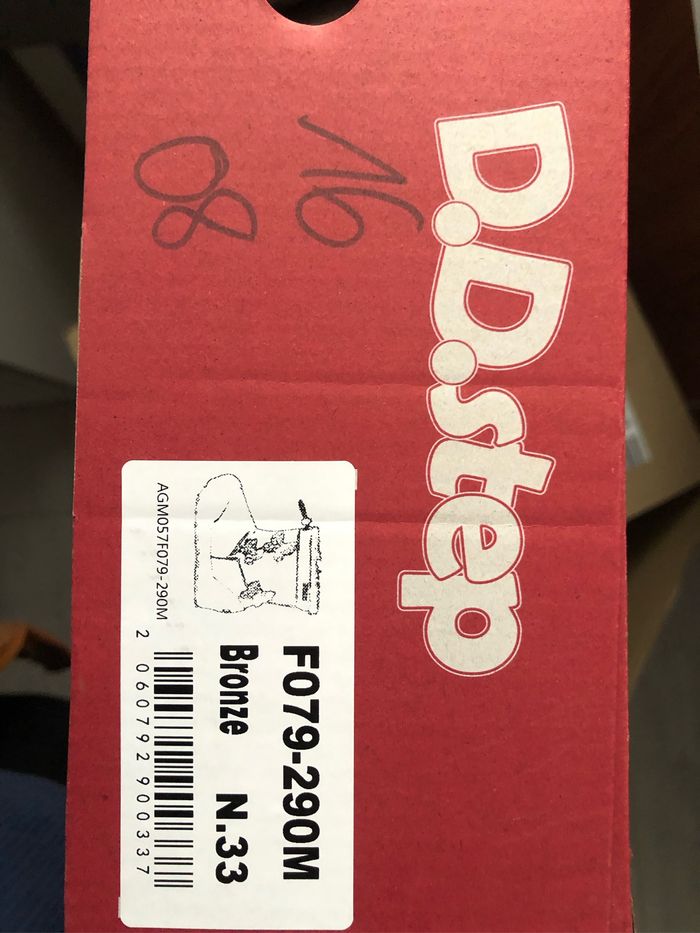 D.D.step
16
08
F079-290M
Bronze N.33
2 060792 900337
AGM057F079-290M